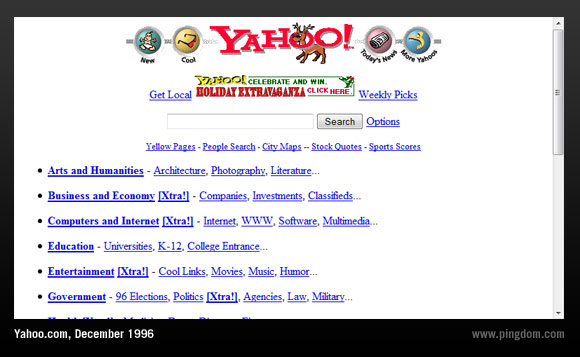 YAHOO!
New
Cool
Today's News
More Yahoos
Get Local
YAHOO! CELEBRATE AND WIN.
HOLIDAY EXTRAVAGANZA CLICK HERE.
Weekly Picks
Search Options
Yellow Pages - People Search - City Maps -- Stock Quotes - Sports Scores
Arts and Humanities - Architecture, Photography, Literature...
Business and Economy [Xtra!] - Companies, Investments, Classifieds...
Computers and Internet [Xtra!] - Internet, WWW, Software, Multimedia...
Education - Universities, K-12, College Entrance...
Entertainment [Xtra!] - Cool Links, Movies, Music, Humor...
Government - 96 Elections, Politics [Xtra!], Agencies, Law, Military...
Yahoo.com, December 1996
www.pingdom.com